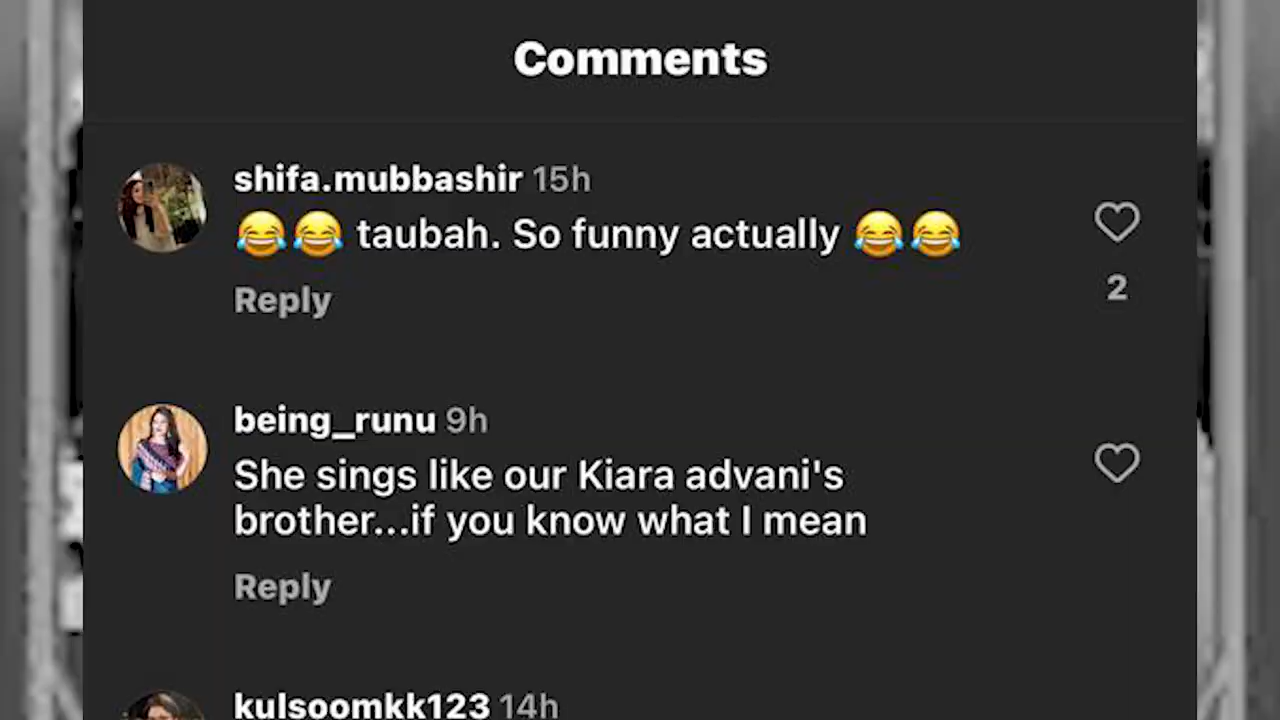 Comments
shifa.mubbashir 15h
😂😂 taubah. So funny actually 😂😂
2
Reply
being_runu 9h
She sings like our Kiara advani's
brother...if you know what I mean
Reply
kulsoomkk123 14h